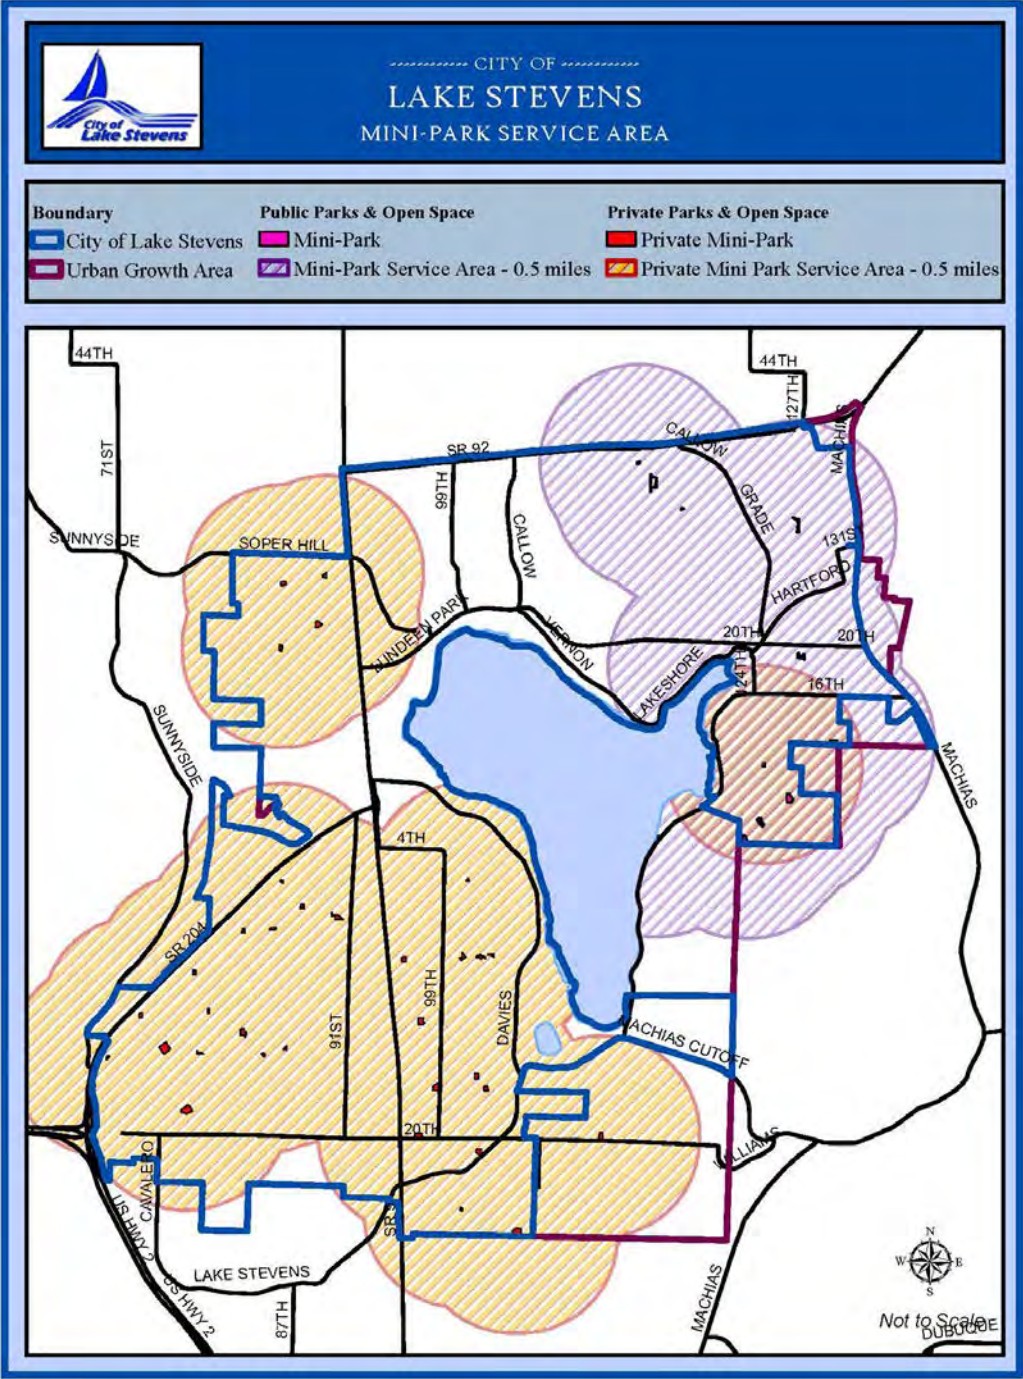 ------------ CITY OF ------------
LAKE STEVENS
MINI-PARK SERVICE AREA
City of
Lake Stevens
Boundary
City of Lake Stevens
Urban Growth Area
Public Parks & Open Space
Mini-Park
Mini-Park Service Area - 0.5 miles
Private Parks & Open Space
Private Mini-Park
Private Mini Park Service Area - 0.5 miles
44TH
44TH
71ST
127TH
MACHIAS
CALLOW
SR 92
99TH
CALLOW
GRADE
SUNNYSIDE
SOPER HILL
131ST
HARTFORD
SUNDEEN PARK
VERNON
20TH
20TH
LAKESHORE
124TH
16TH
SUNNYSIDE
MACHIAS
4TH
SR 204
99TH
91ST
DAVIES
MACHIAS CUTOFF
20TH
WILLIAMS
CAVALERO
US HWY 2
SR 9
LAKE STEVENS
US HWY 2
87TH
MACHIAS
N
W
E
S
Not to Scale
DUBUQUE